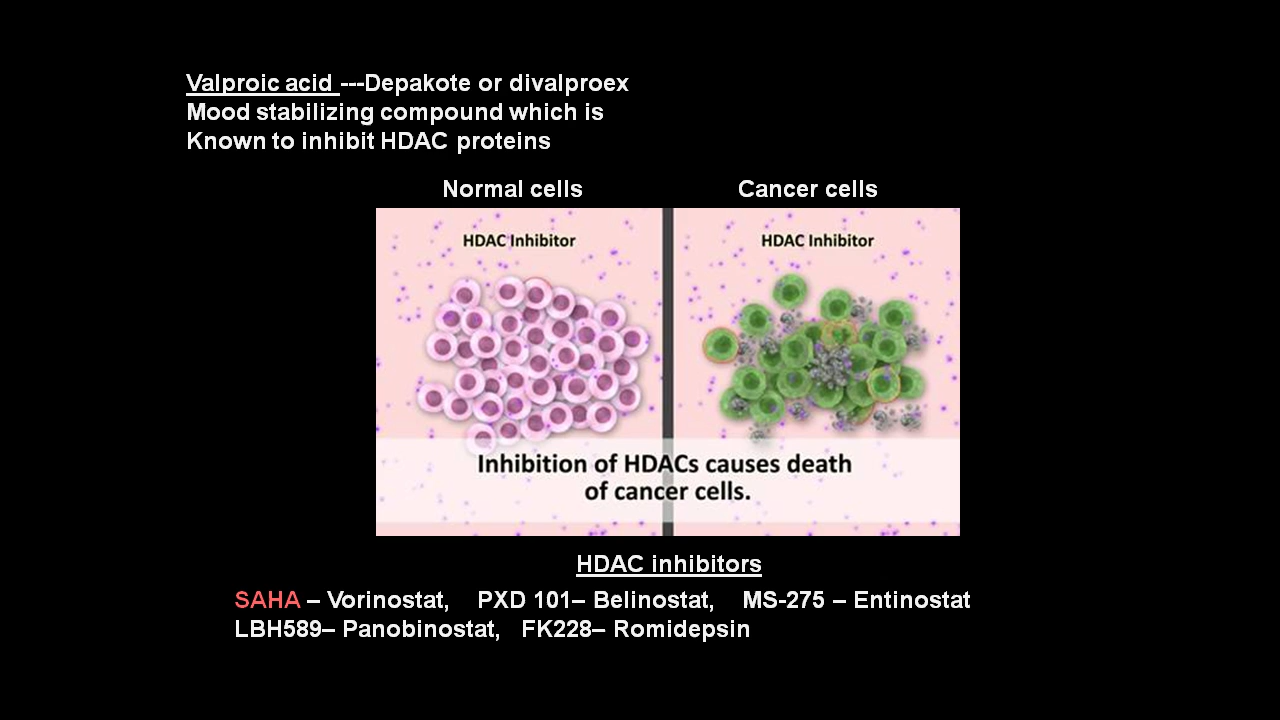 Valproic acid ---Depakote or divalproex
Mood stabilizing compound which is
Known to inhibit HDAC proteins
Normal cells
Cancer cells
HDAC Inhibitor
HDAC Inhibitor
Inhibition of HDACs causes death
of cancer cells.
HDAC inhibitors
SAHA – Vorinostat, PXD 101– Belinostat, MS-275 – Entinostat
LBH589– Panobinostat, FK228– Romidepsin